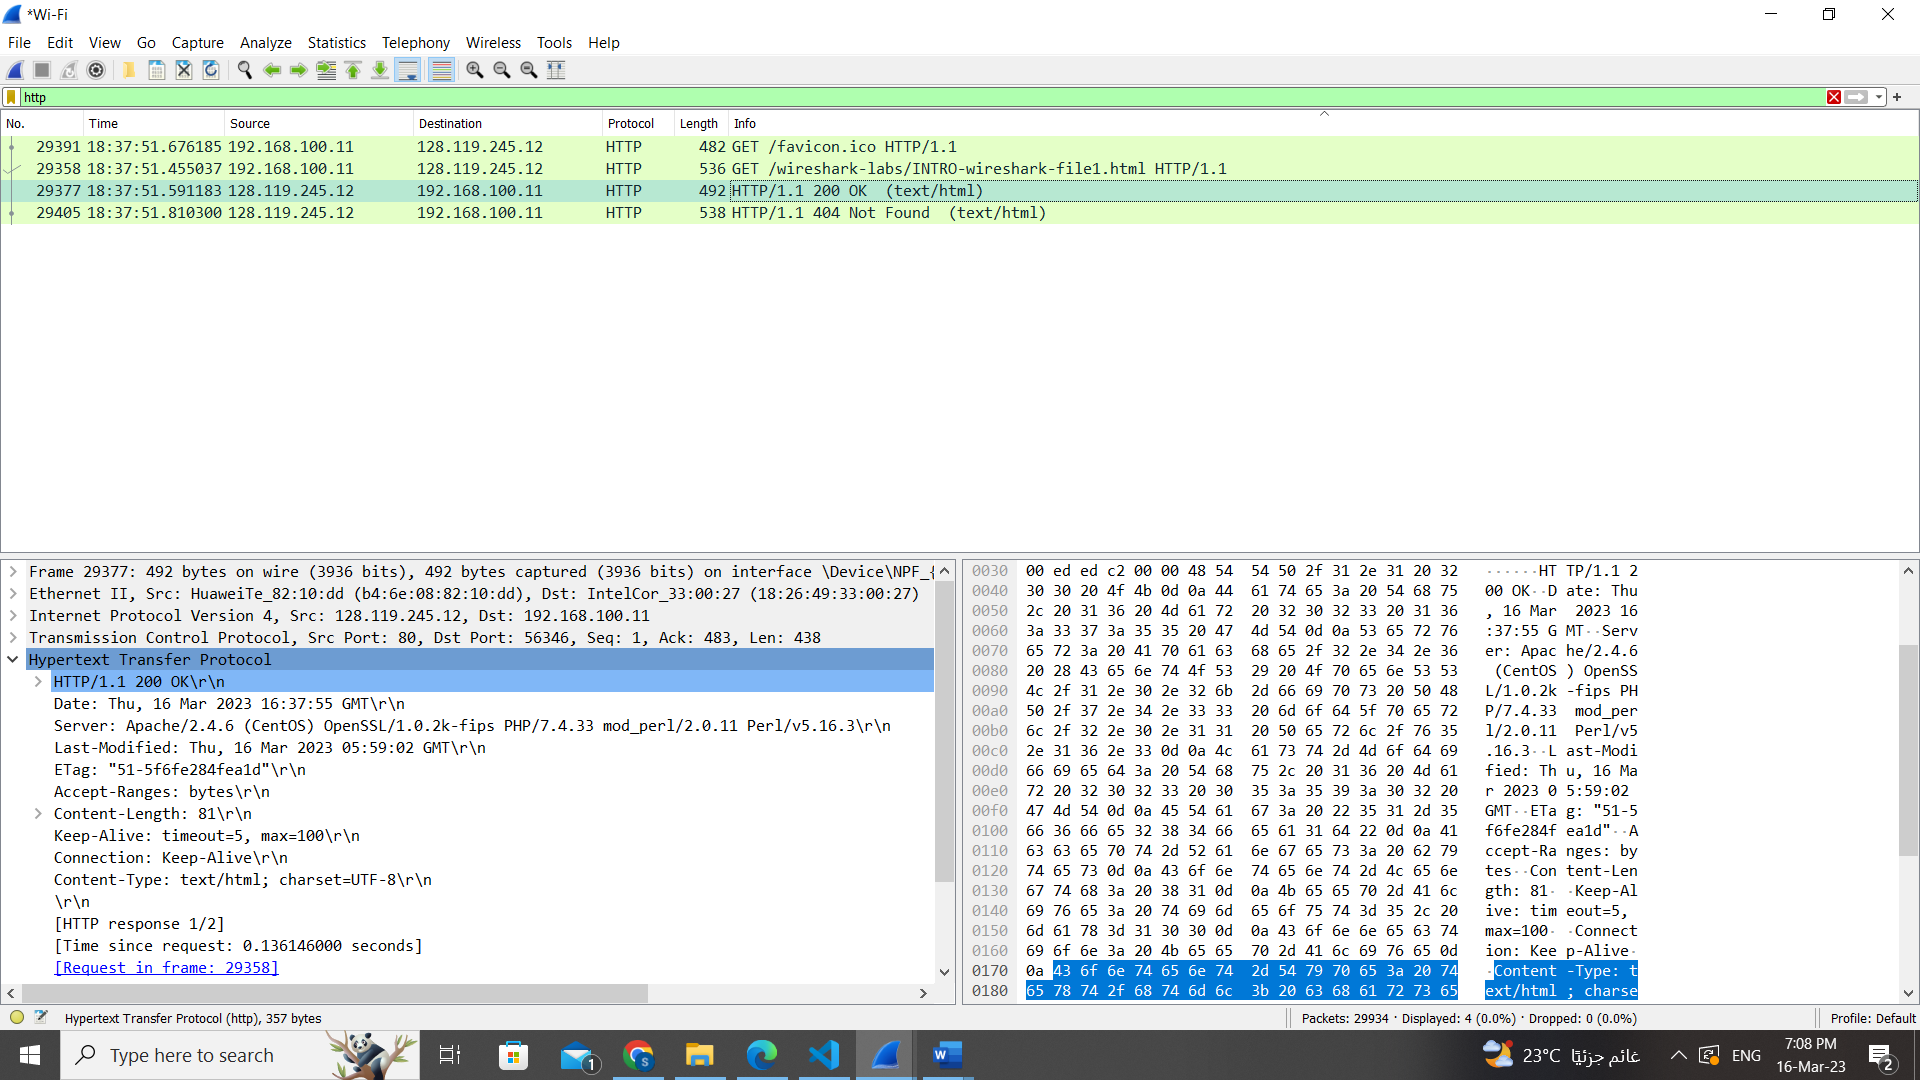 *Wi-Fi
File Edit View Go Capture Analyze Statistics Telephony Wireless Tools Help
http
No. Time Source Destination Protocol Length Info
29391 18:37:51.676185 192.168.100.11 128.119.245.12 HTTP 482 GET /favicon.ico HTTP/1.1
29358 18:37:51.455037 192.168.100.11 128.119.245.12 HTTP 536 GET /wireshark-labs/INTRO-wireshark-file1.html HTTP/1.1
29377 18:37:51.591183 128.119.245.12 192.168.100.11 HTTP 492 HTTP/1.1 200 OK (text/html)
29405 18:37:51.810300 128.119.245.12 192.168.100.11 HTTP 538 HTTP/1.1 404 Not Found (text/html)
Frame 29377: 492 bytes on wire (3936 bits), 492 bytes captured (3936 bits) on interface \Device\NPF_{
Ethernet II, Src: HuaweiTe_82:10:dd (b4:6e:08:82:10:dd), Dst: IntelCor_33:00:27 (18:26:49:33:00:27)
Internet Protocol Version 4, Src: 128.119.245.12, Dst: 192.168.100.11
Transmission Control Protocol, Src Port: 80, Dst Port: 56346, Seq: 1, Ack: 483, Len: 438
Hypertext Transfer Protocol
HTTP/1.1 200 OK\r\n
Date: Thu, 16 Mar 2023 16:37:55 GMT\r\n
Server: Apache/2.4.6 (CentOS) OpenSSL/1.0.2k-fips PHP/7.4.33 mod_perl/2.0.11 Perl/v5.16.3\r\n
Last-Modified: Thu, 16 Mar 2023 05:59:02 GMT\r\n
ETag: "51-5f6fe284fea1d"\r\n
Accept-Ranges: bytes\r\n
Content-Length: 81\r\n
Keep-Alive: timeout=5, max=100\r\n
Connection: Keep-Alive\r\n
Content-Type: text/html; charset=UTF-8\r\n
\r\n
[HTTP response 1/2]
[Time since request: 0.136146000 seconds]
[Request in frame: 29358]
0030 00 ed ed c2 00 00 48 54 54 50 2f 31 2e 31 20 32 ······HT TP/1.1 2
0040 30 30 20 4f 4b 0d 0a 44 61 74 65 3a 20 54 68 75 00 OK··D ate: Thu
0050 2c 20 31 36 20 4d 61 72 20 32 30 32 33 20 31 36 , 16 Mar 2023 16
0060 3a 33 37 3a 35 35 20 47 4d 54 0d 0a 53 65 72 76 :37:55 G MT··Serv
0070 65 72 3a 20 41 70 61 63 68 65 2f 32 2e 34 2e 36 er: Apac he/2.4.6
0080 20 28 43 65 6e 74 4f 53 29 20 4f 70 65 6e 53 53 (CentOS ) OpenSS
0090 4c 2f 31 2e 30 2e 32 6b 2d 66 69 70 73 20 50 48 L/1.0.2k -fips PH
00a0 50 2f 37 2e 34 2e 33 33 20 6d 6f 64 5f 70 65 72 P/7.4.33 mod_per
00b0 6c 2f 32 2e 30 2e 31 31 20 50 65 72 6c 2f 76 35 l/2.0.11 Perl/v5
00c0 2e 31 36 2e 33 0d 0a 4c 61 73 74 2d 4d 6f 64 69 .16.3··L ast-Modi
00d0 66 69 65 64 3a 20 54 68 75 2c 20 31 36 20 4d 61 fied: Th u, 16 Ma
00e0 72 20 32 30 32 33 20 30 35 3a 35 39 3a 30 32 20 r 2023 0 5:59:02
00f0 47 4d 54 0d 0a 45 54 61 67 3a 20 22 35 31 2d 35 GMT··ETa g: "51-5
0100 66 36 66 65 32 38 34 66 65 61 31 64 22 0d 0a 41 f6fe284f ea1d"··A
0110 63 63 65 70 74 2d 52 61 6e 67 65 73 3a 20 62 79 ccept-Ra nges: by
0120 74 65 73 0d 0a 43 6f 6e 74 65 6e 74 2d 4c 65 6e tes··Con tent-Len
0130 67 74 68 3a 20 38 31 0d 0a 4b 65 65 70 2d 41 6c gth: 81· ·Keep-Al
0140 69 76 65 3a 20 74 69 6d 65 6f 75 74 3d 35 2c 20 ive: tim eout=5,
0150 6d 61 78 3d 31 30 30 0d 0a 43 6f 6e 6e 65 63 74 max=100· ·Connect
0160 69 6f 6e 3a 20 4b 65 65 70 2d 41 6c 69 76 65 0d ion: Kee p-Alive·
0170 0a 43 6f 6e 74 65 6e 74 2d 54 79 70 65 3a 20 74 ·Content -Type: t
0180 65 78 74 2f 68 74 6d 6c 3b 20 63 68 61 72 73 65 ext/html ; charse
Hypertext Transfer Protocol (http), 357 bytes
Packets: 29934 · Displayed: 4 (0.0%) · Dropped: 0 (0.0%)
Profile: Default
Type here to search
1
S
W
23°C غائم جزئيًا
ENG
7:08 PM
16-Mar-23
2